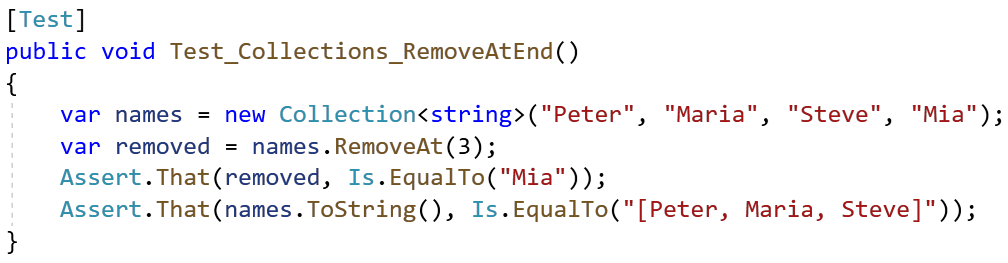 [Test]
public void Test_Collections_RemoveAtEnd()
{
    var names = new Collection<string>("Peter", "Maria", "Steve", "Mia");
    var removed = names.RemoveAt(3);
    Assert.That(removed, Is.EqualTo("Mia"));
    Assert.That(names.ToString(), Is.EqualTo("[Peter, Maria, Steve]"));
}